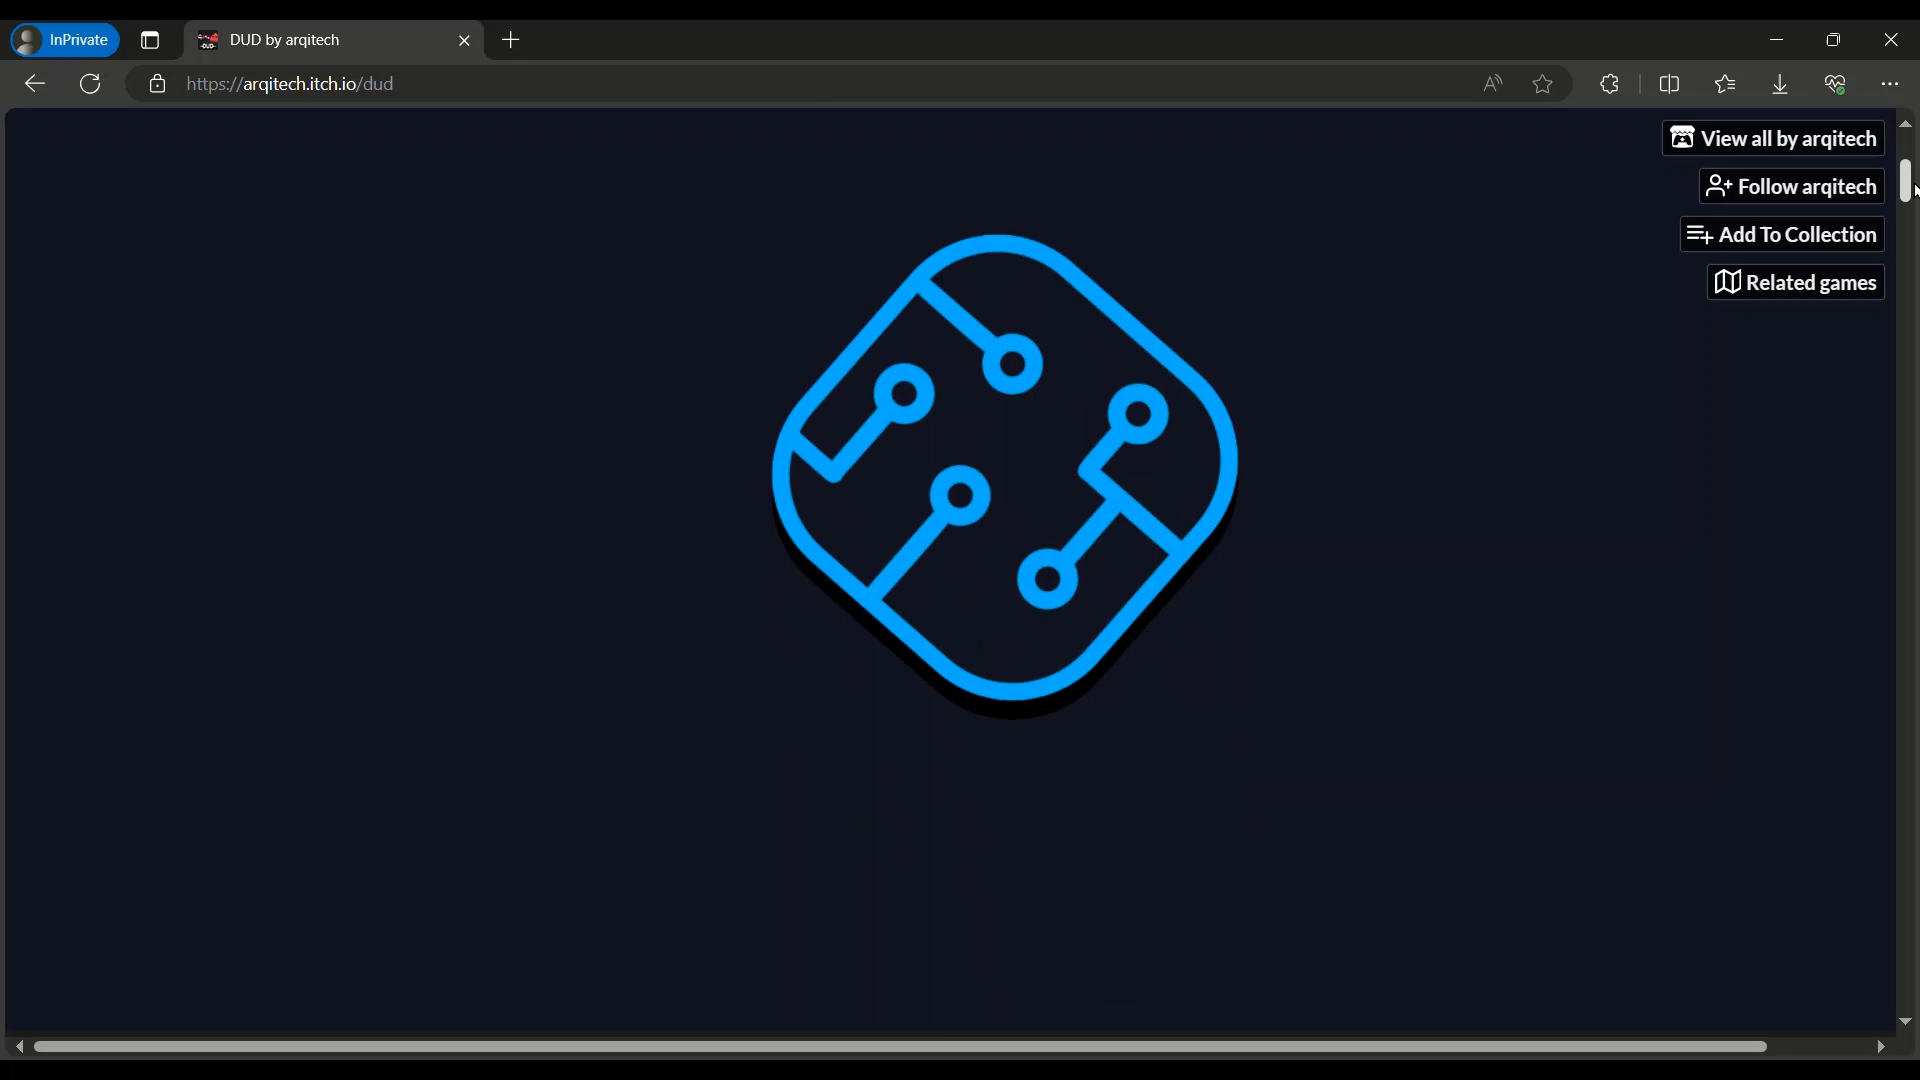 InPrivate
DUD by arqitech
https://arqitech.itch.io/dud
View all by arqitech
Follow arqitech
Add To Collection
Related games